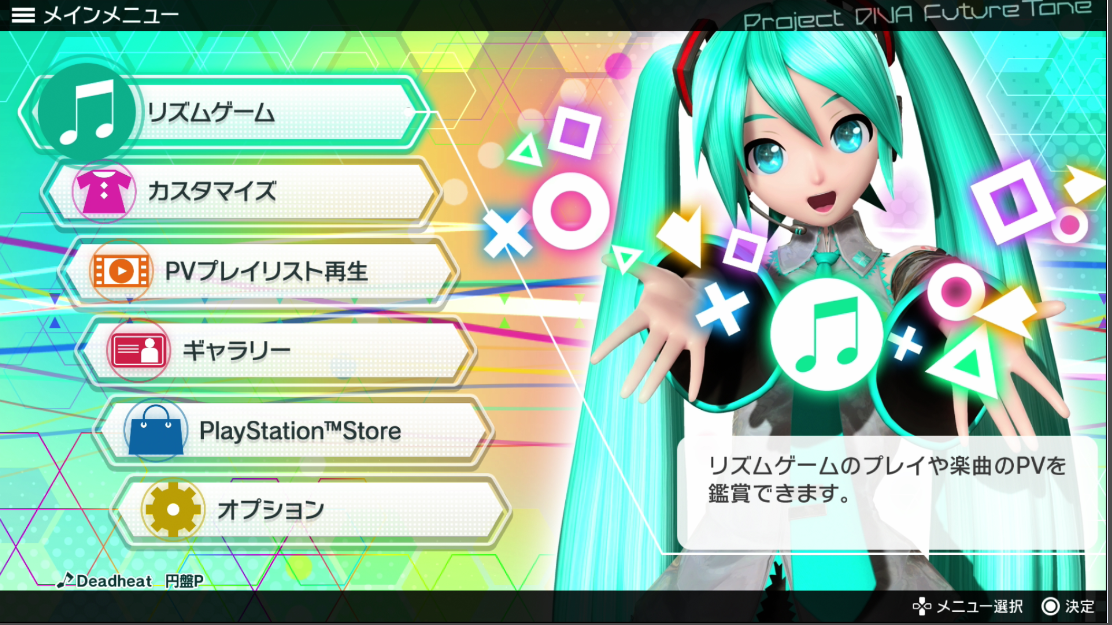 メインメニュー
Project DIVA FutureTone
リズムゲーム
カスタマイズ
PVプレイリスト再生
ギャラリー
PlayStation™Store
オプション
リズムゲームのプレイや楽曲のPVを
鑑賞できます。
Deadheat 円盤P
メニュー選択 決定